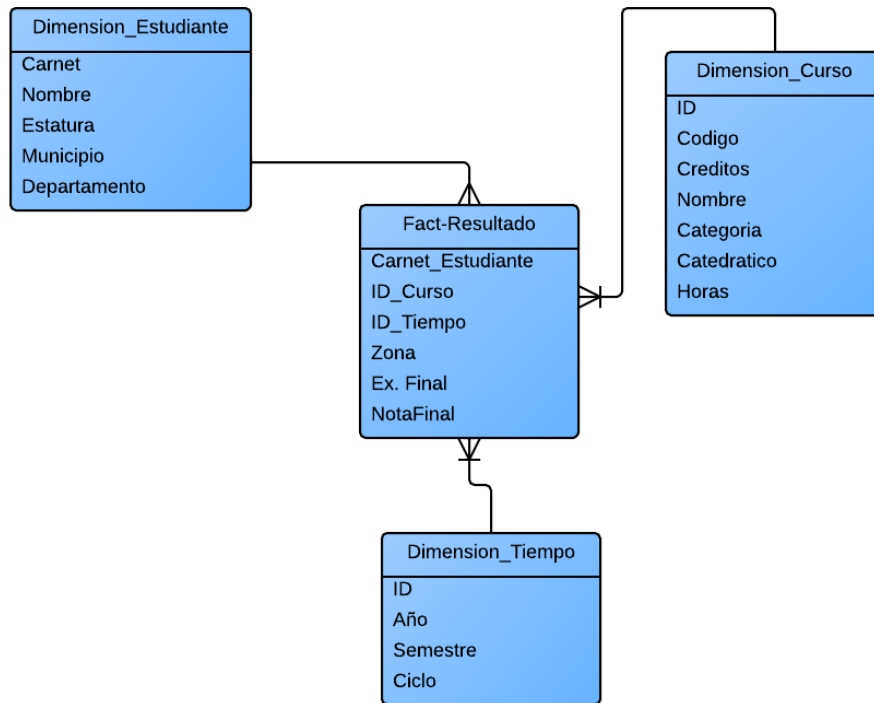 Dimension_Estudiante
Carnet
Nombre
Estatura
Municipio
Departamento
Dimension_Curso
ID
Codigo
Creditos
Nombre
Categoria
Catedratico
Horas
Fact-Resultado
Carnet_Estudiante
ID_Curso
ID_Tiempo
Zona
Ex. Final
NotaFinal
Dimension_Tiempo
ID
Año
Semestre
Ciclo